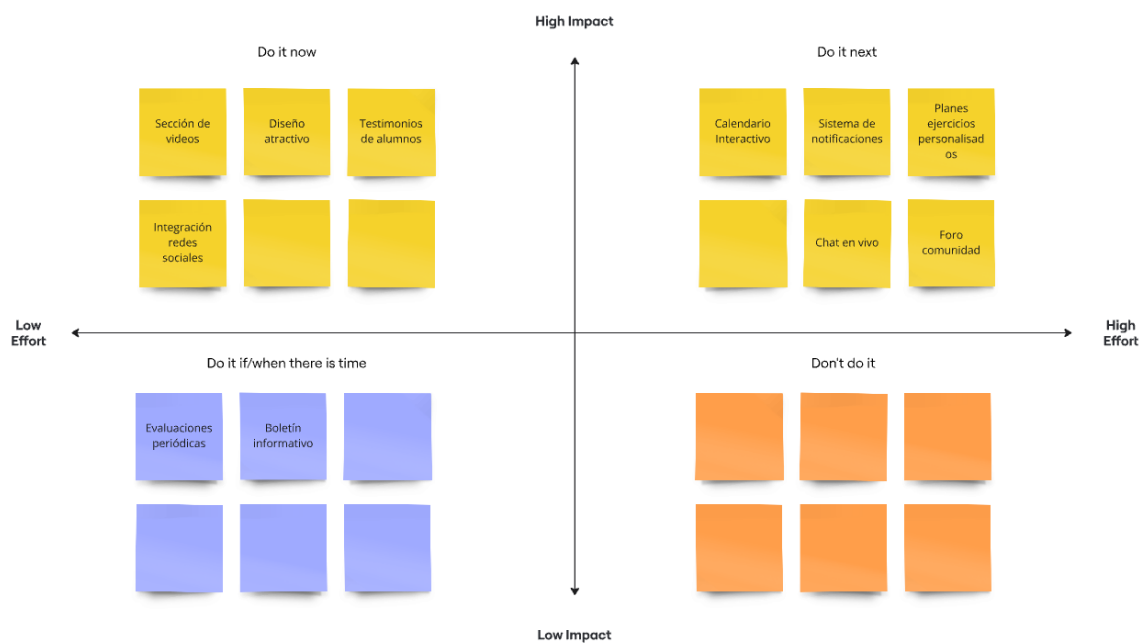 High Impact
Do it now
Do it next
Sección de
videos
Diseño
atractivo
Testimonios
de alumnos
Calendario
Interactivo
Sistema de
notificaciones
Planes
ejercicios
personalisad
os
Integración
redes
sociales
Chat en vivo
Foro
comunidad
Low
Effort
High
Effort
Do it if/when there is time
Don't do it
Evaluaciones
periódicas
Boletín
informativo
Low Impact